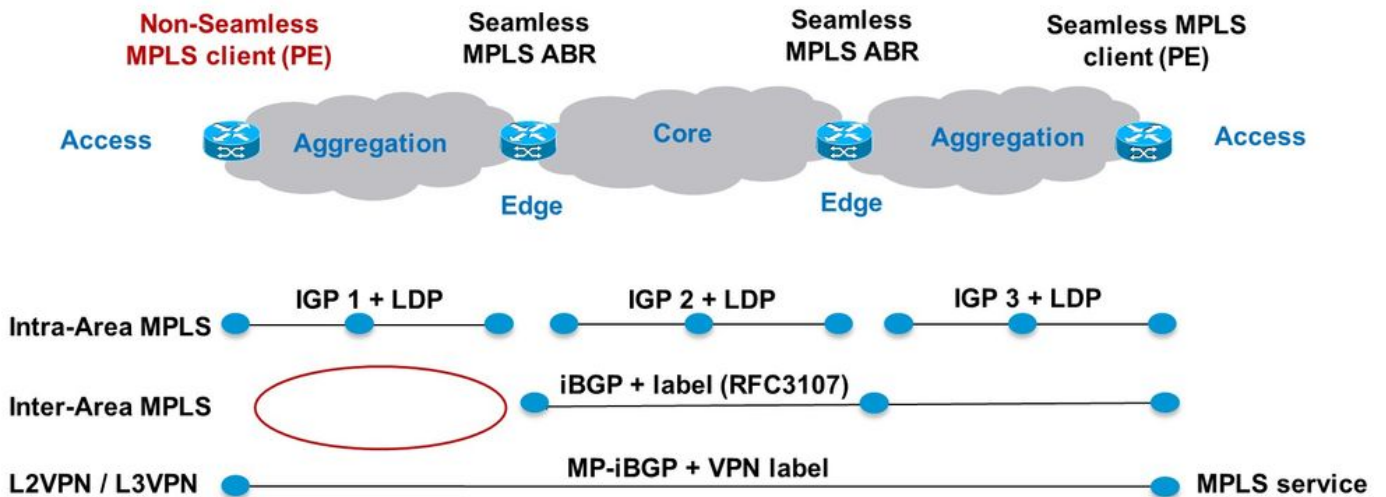 Non-Seamless
MPLS client (PE)
Seamless
MPLS ABR
Seamless
MPLS ABR
Seamless MPLS
client (PE)
Access
Aggregation
Core
Aggregation
Access
Edge
Edge
Intra-Area MPLS
IGP 1 + LDP
IGP 2 + LDP
IGP 3 + LDP
Inter-Area MPLS
iBGP + label (RFC3107)
L2VPN / L3VPN
MP-iBGP + VPN label
MPLS service